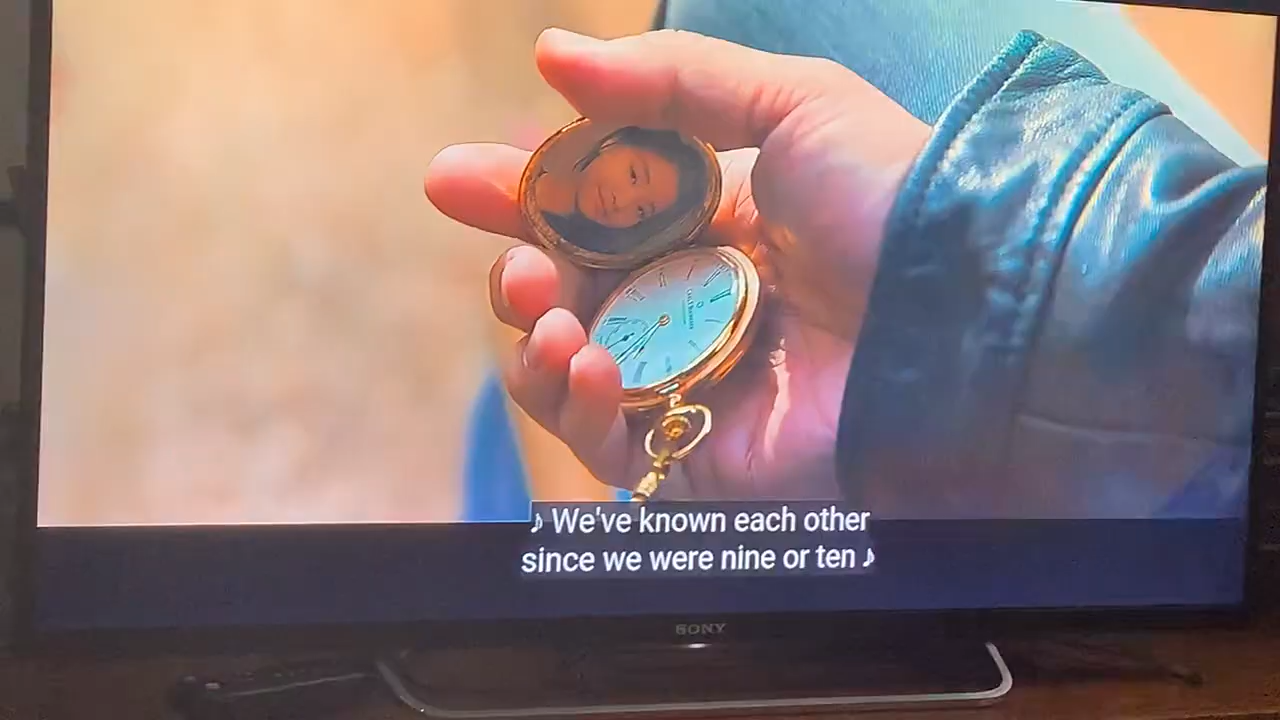 ♪ We've known each other
since we were nine or ten ♪
SONY